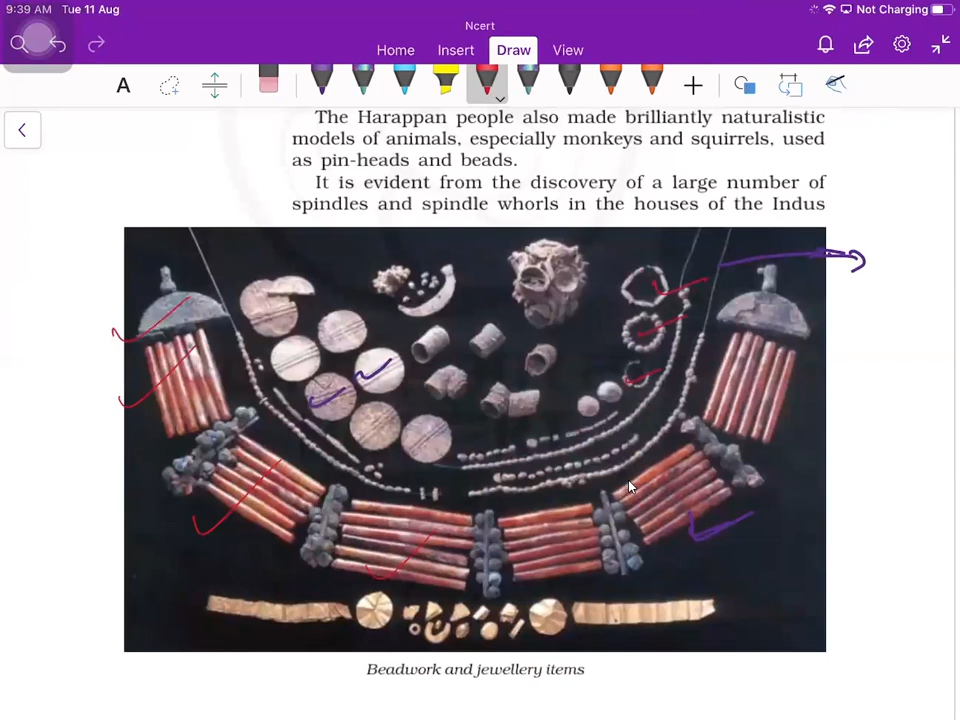 9:39 AM Tue 11 Aug
Not Charging
Ncert
Home Insert Draw View
A
The Harappan people also made brilliantly naturalistic
models of animals, especially monkeys and squirrels, used
as pin-heads and beads.
It is evident from the discovery of a large number of
spindles and spindle whorls in the houses of the Indus
Beadwork and jewellery items